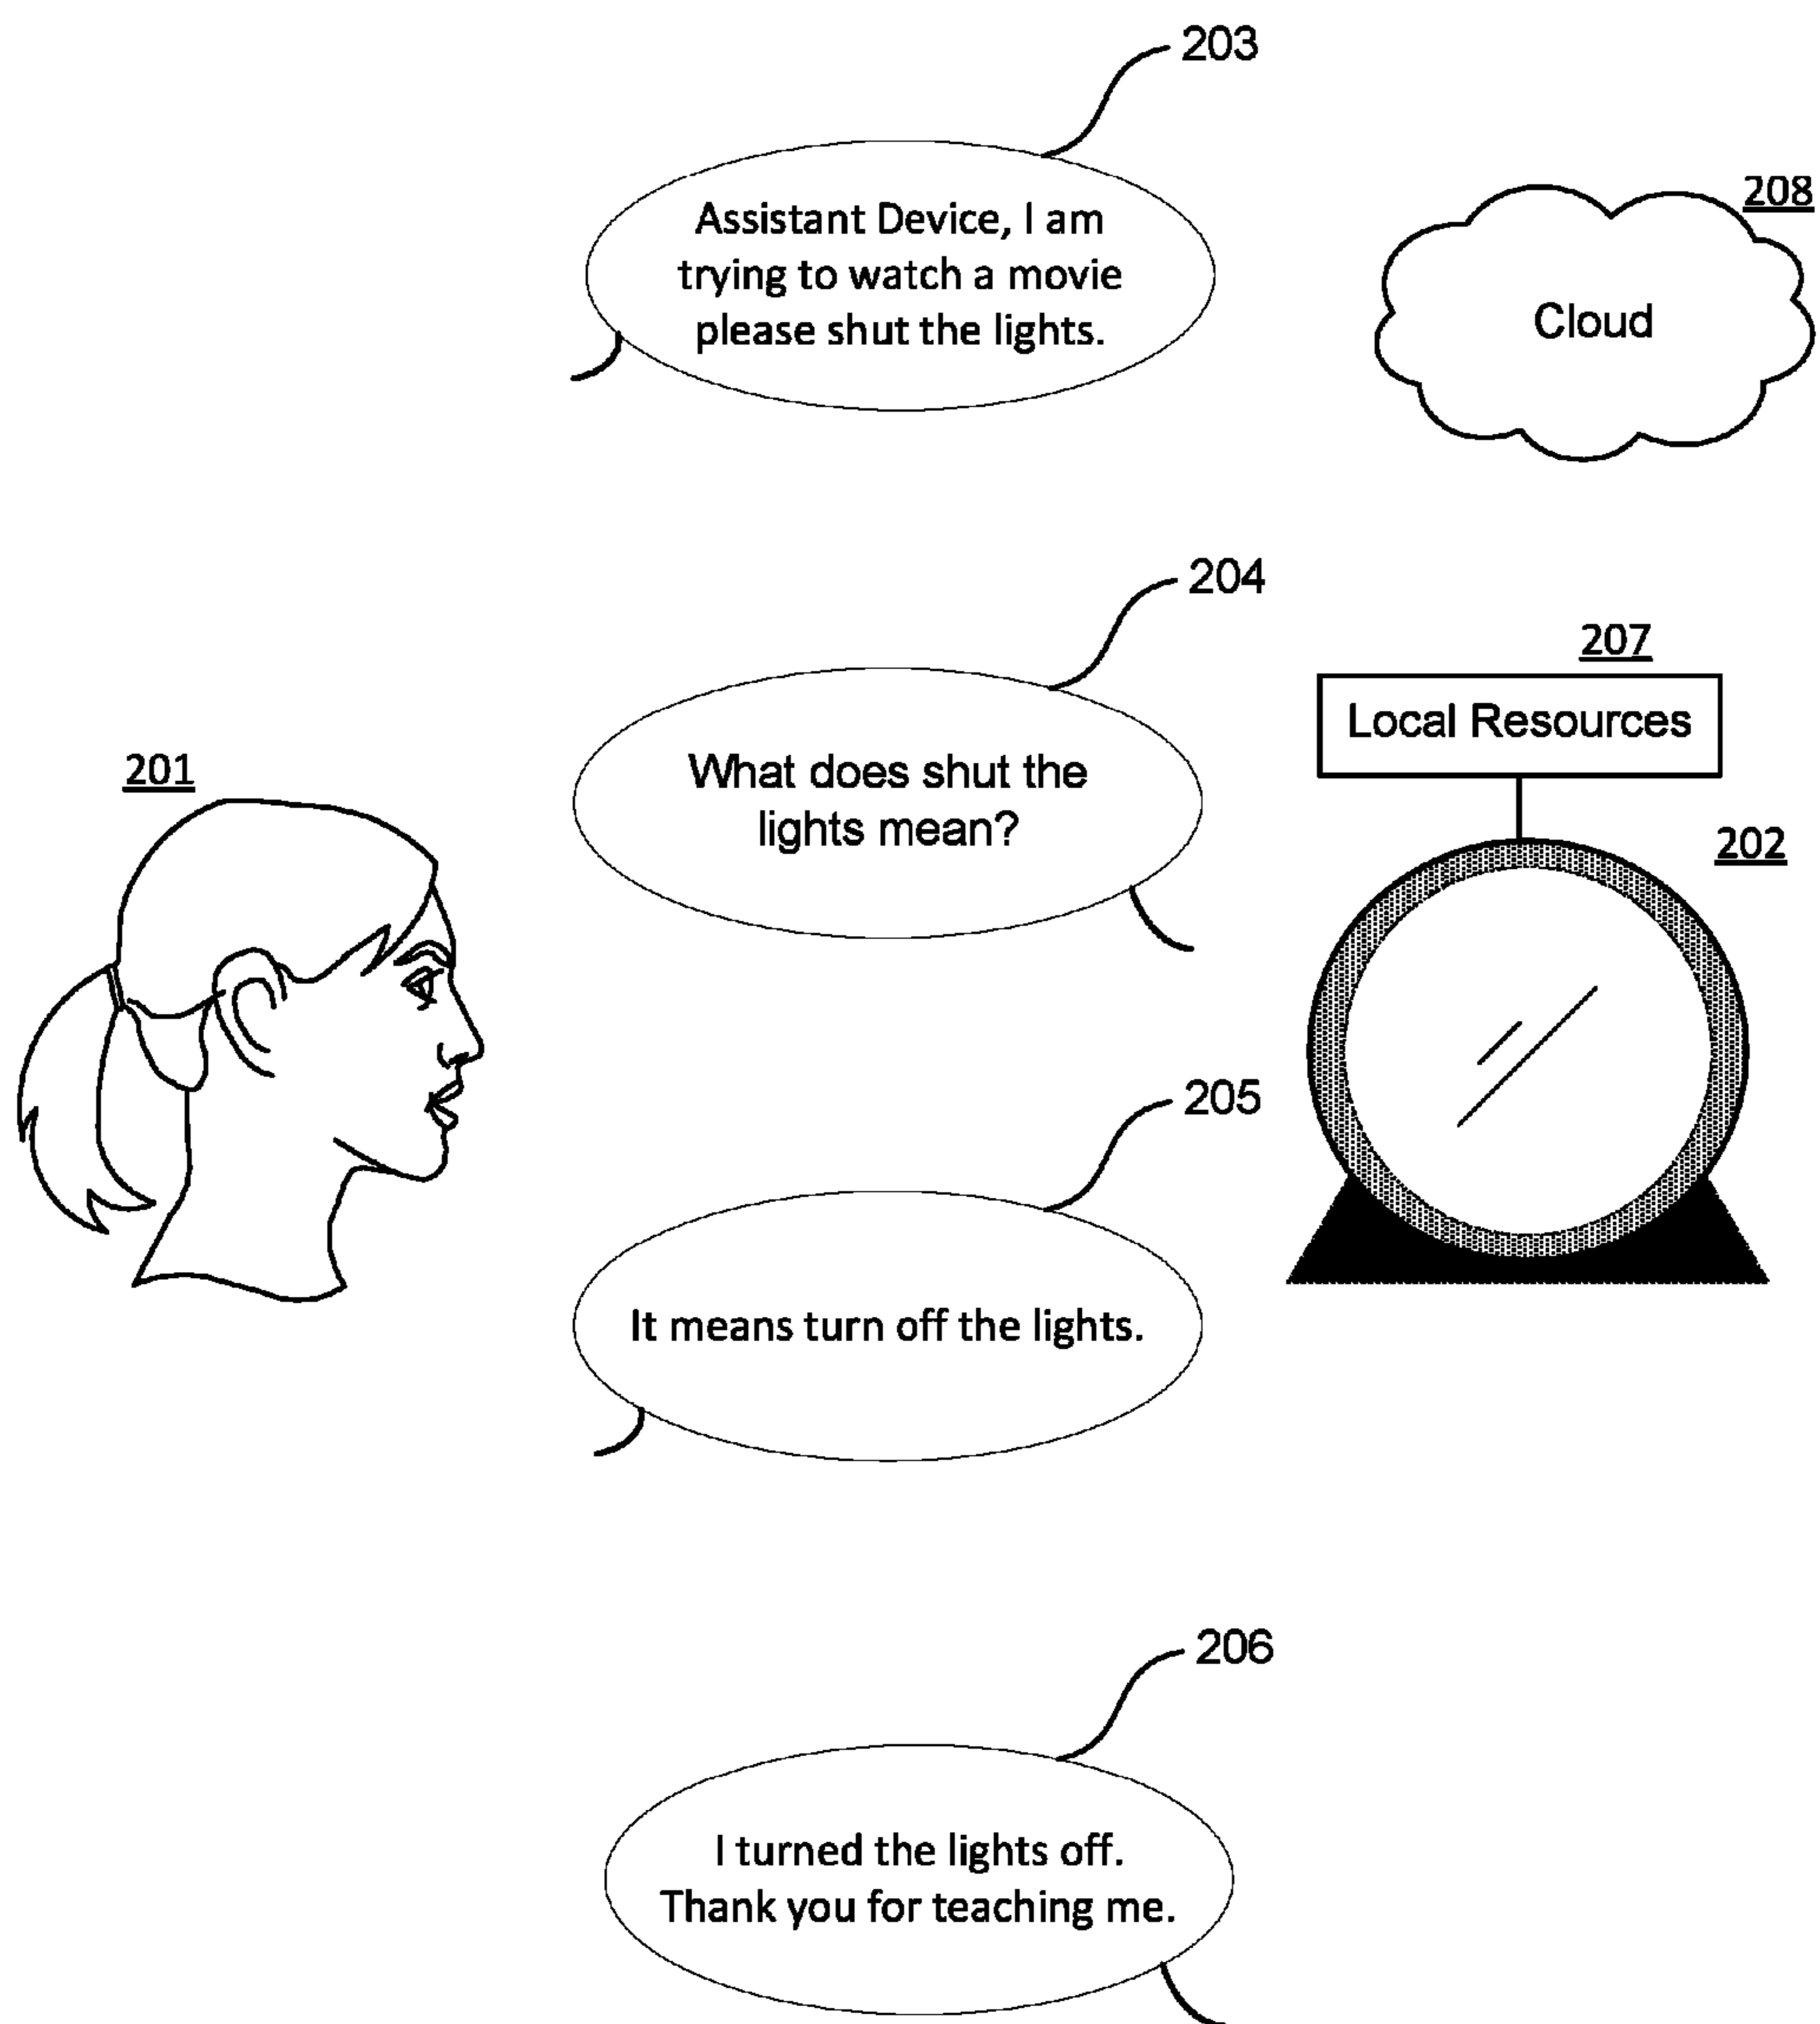 203
Assistant Device, I am
trying to watch a movie
please shut the lights.
208
Cloud
204
What does shut the
lights mean?
207
Local Resources
201
202
205
It means turn off the lights.
206
I turned the lights off.
Thank you for teaching me.